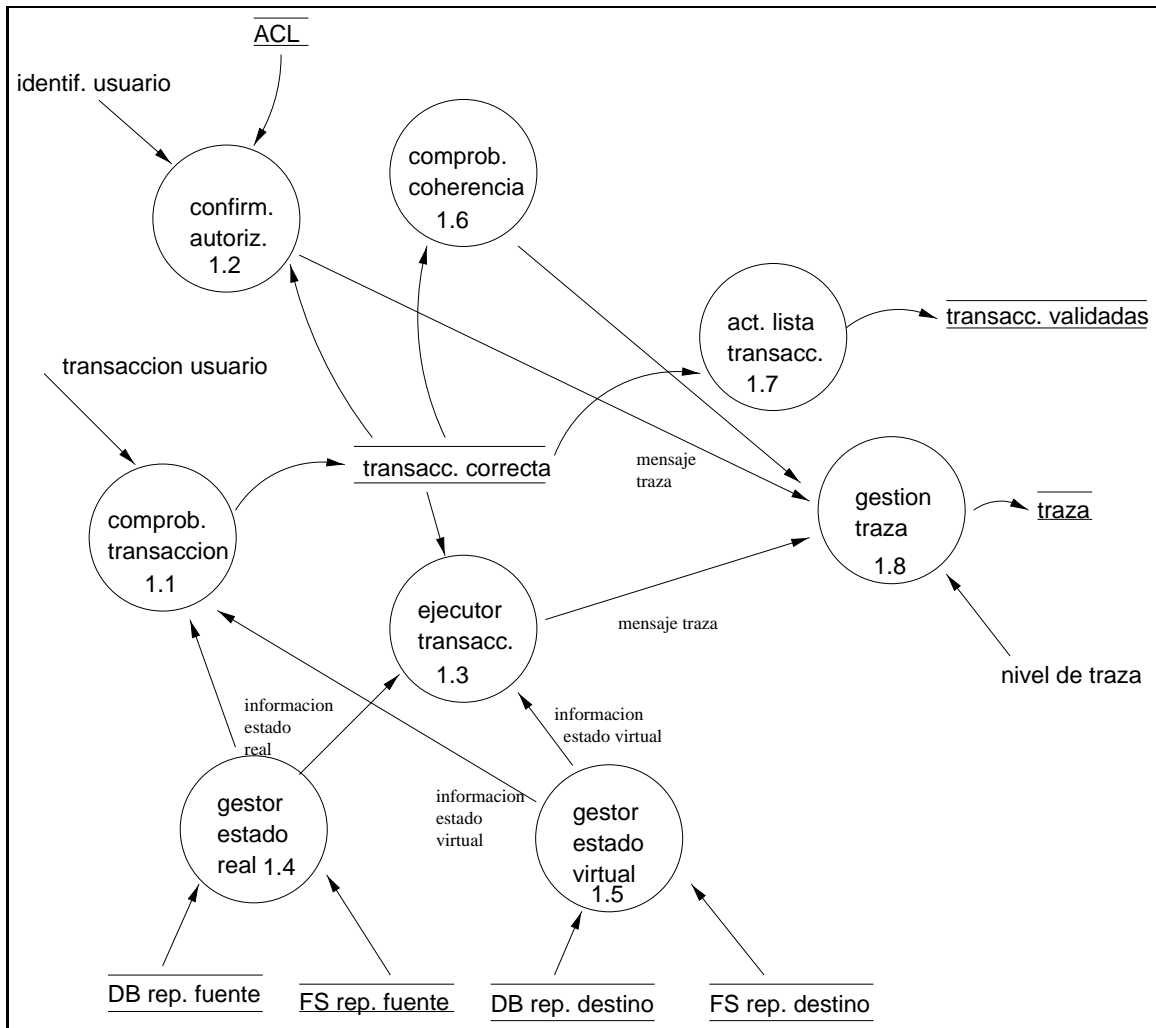 ACL
identif. usuario
comprob.
coherencia
1.6
confirm.
autoriz.
1.2
act. lista
transacc.
1.7
transacc. validadas
transaccion usuario
transacc. correcta
mensaje
traza
gestion
traza
1.8
traza
comprob.
transaccion
1.1
ejecutor
transacc.
1.3
mensaje traza
nivel de traza
informacion
estado
real
informacion
estado virtual
informacion
estado
virtual
gestor
estado
real 1.4
gestor
estado
virtual
1.5
DB rep. fuente
FS rep. fuente
DB rep. destino
FS rep. destino